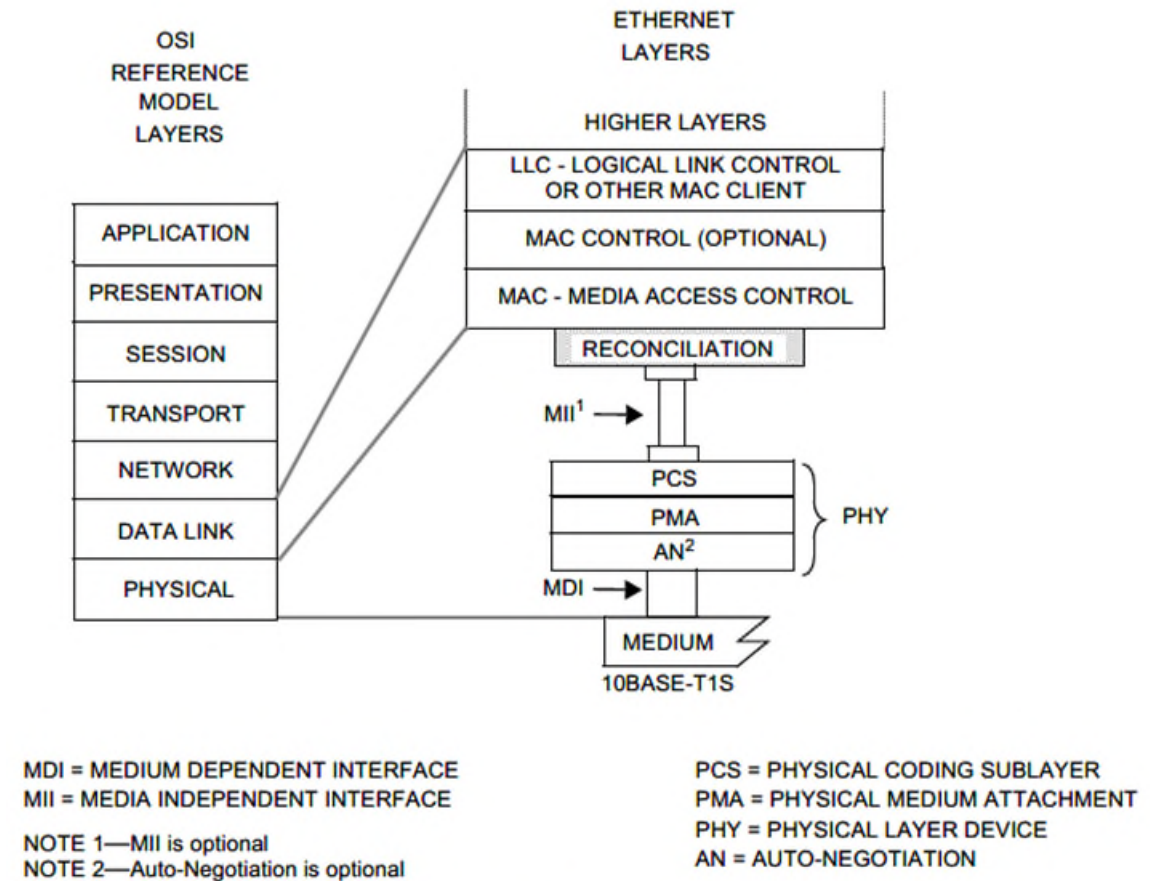 OSI
REFERENCE
MODEL
LAYERS
APPLICATION
PRESENTATION
SESSION
TRANSPORT
NETWORK
DATA LINK
PHYSICAL
ETHERNET
LAYERS
HIGHER LAYERS
LLC - LOGICAL LINK CONTROL
OR OTHER MAC CLIENT
MAC CONTROL (OPTIONAL)
MAC - MEDIA ACCESS CONTROL
RECONCILIATION
MII¹
PCS
PMA
AN²
PHY
MDI
MEDIUM
10BASE-T1S
MDI = MEDIUM DEPENDENT INTERFACE
MII = MEDIA INDEPENDENT INTERFACE
NOTE 1—MII is optional
NOTE 2—Auto-Negotiation is optional
PCS = PHYSICAL CODING SUBLAYER
PMA = PHYSICAL MEDIUM ATTACHMENT
PHY = PHYSICAL LAYER DEVICE
AN = AUTO-NEGOTIATION